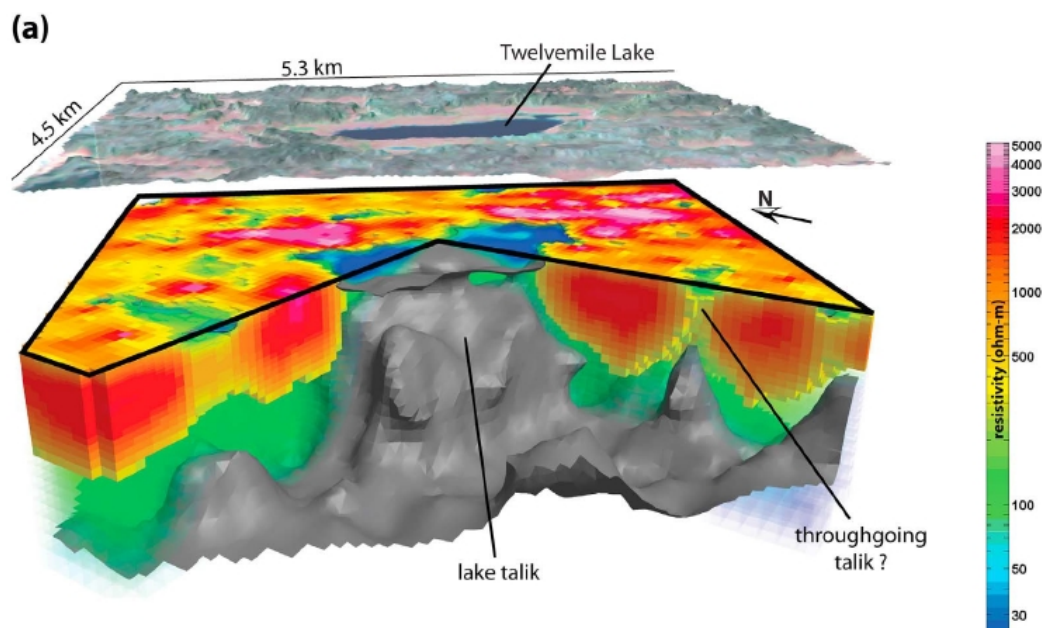 (a)
Twelvemile Lake
5.3 km
4.5 km
N
5000
4000
3000
2000
1000
500
100
50
30
resistivity (ohm-m)
throughgoing
talik ?
lake talik